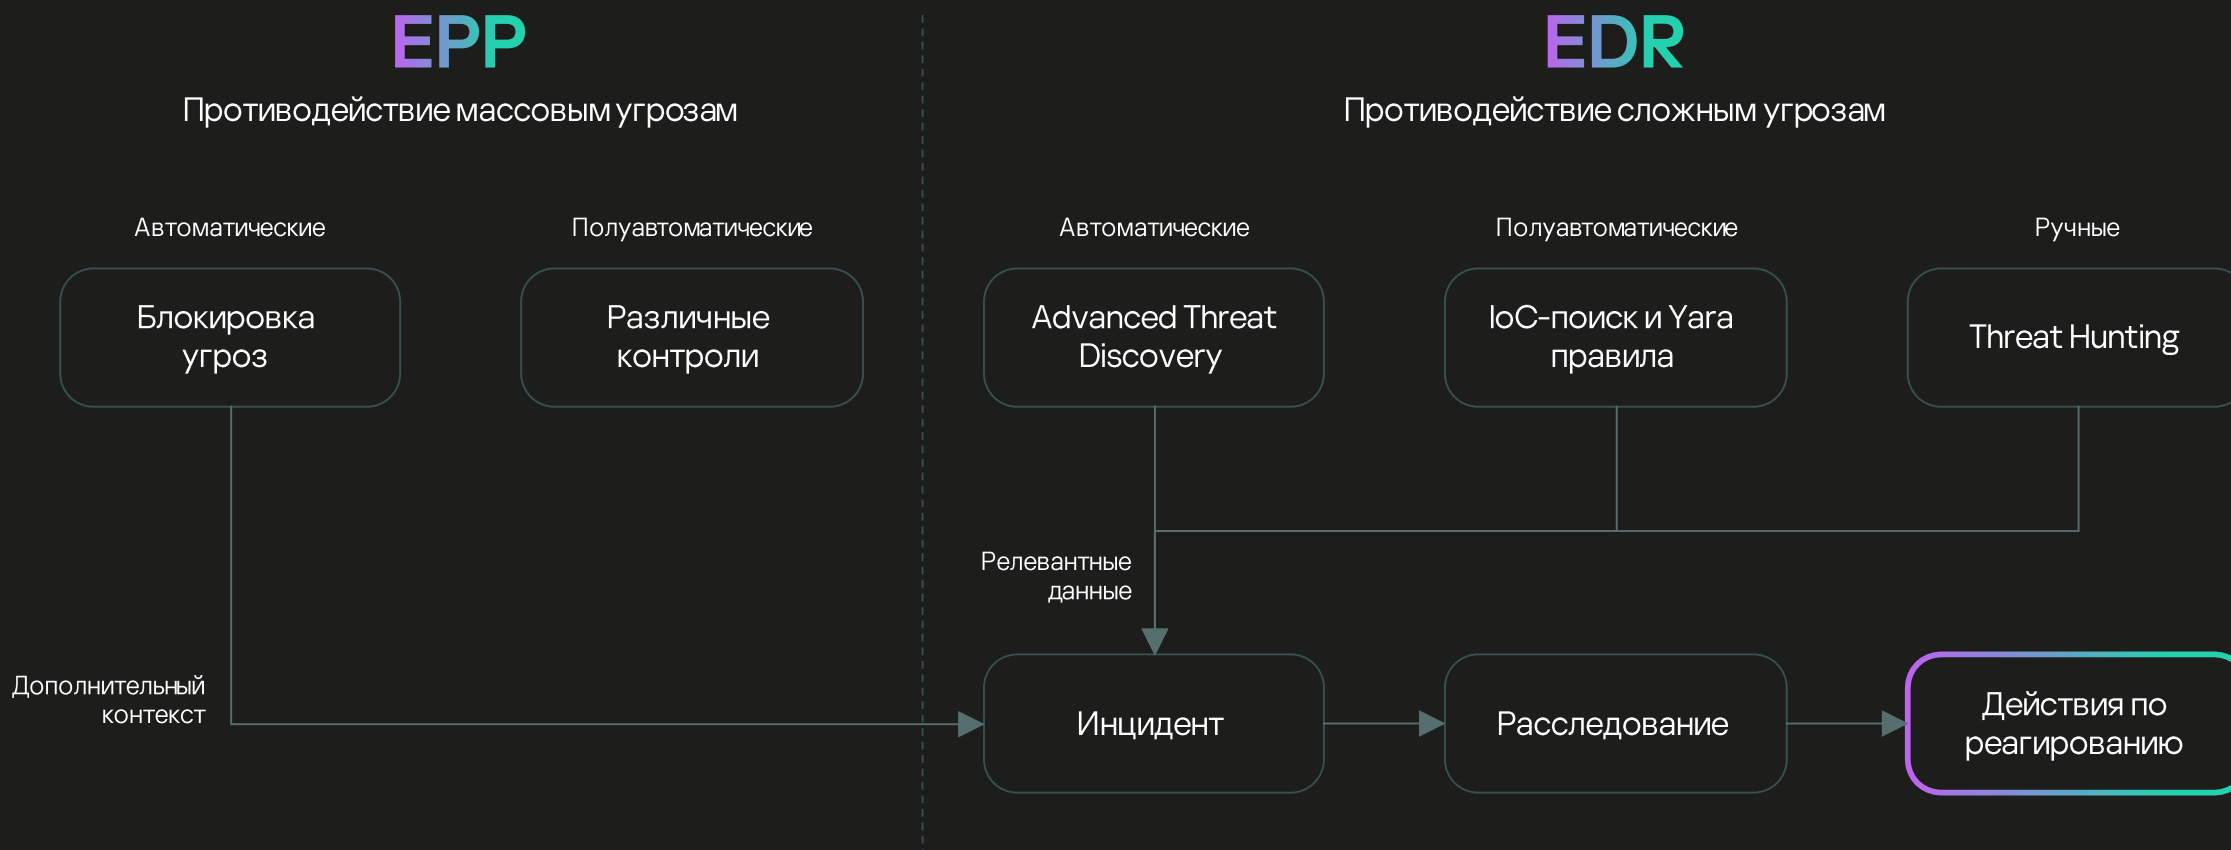 EPP
Противодействие массовым угрозам
Автоматические
Полуавтоматические
Блокировка
угроз
Различные
контроли
Дополнительный
контекст
EDR
Противодействие сложным угрозам
Автоматические
Полуавтоматические
Ручные
Advanced Threat
Discovery
IoC-поиск и Yara
правила
Threat Hunting
Релевантные
данные
Инцидент
Расследование
Действия по
реагированию